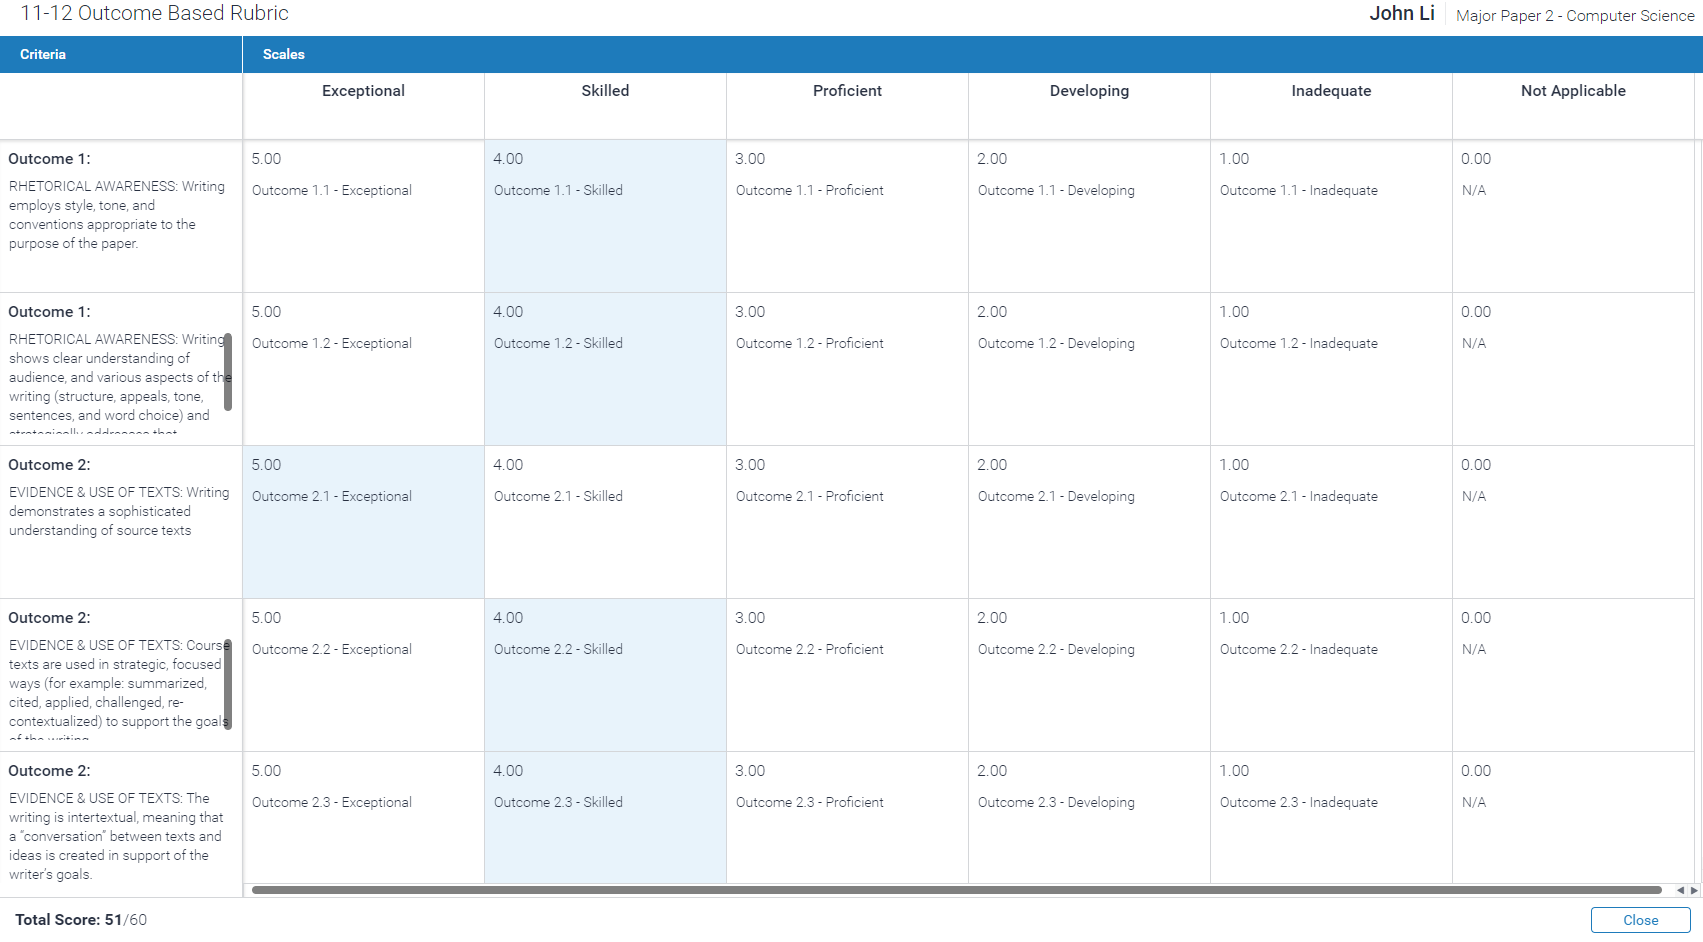 11-12 Outcome Based Rubric
John Li Major Paper 2 - Computer Science
Criteria Scales
Exceptional Skilled Proficient Developing Inadequate Not Applicable
Outcome 1: 5.00 4.00 3.00 2.00 1.00 0.00
RHETORICAL AWARENESS: Writing Outcome 1.1 - Exceptional Outcome 1.1 - Skilled Outcome 1.1 - Proficient Outcome 1.1 - Developing Outcome 1.1 - Inadequate N/A
employs style, tone, and
conventions appropriate to the
purpose of the paper.
Outcome 1: 5.00 4.00 3.00 2.00 1.00 0.00
RHETORICAL AWARENESS: Writing Outcome 1.2 - Exceptional Outcome 1.2 - Skilled Outcome 1.2 - Proficient Outcome 1.2 - Developing Outcome 1.2 - Inadequate N/A
shows clear understanding of
audience, and various aspects of the
writing (structure, appeals, tone,
sentences, and word choice) and
strategically addresses that
Outcome 2: 5.00 4.00 3.00 2.00 1.00 0.00
EVIDENCE & USE OF TEXTS: Writing Outcome 2.1 - Exceptional Outcome 2.1 - Skilled Outcome 2.1 - Proficient Outcome 2.1 - Developing Outcome 2.1 - Inadequate N/A
demonstrates a sophisticated
understanding of source texts
Outcome 2: 5.00 4.00 3.00 2.00 1.00 0.00
EVIDENCE & USE OF TEXTS: Course Outcome 2.2 - Exceptional Outcome 2.2 - Skilled Outcome 2.2 - Proficient Outcome 2.2 - Developing Outcome 2.2 - Inadequate N/A
texts are used in strategic, focused
ways (for example: summarized,
cited, applied, challenged, re-
contextualized) to support the goals
of the writing
Outcome 2: 5.00 4.00 3.00 2.00 1.00 0.00
EVIDENCE & USE OF TEXTS: The Outcome 2.3 - Exceptional Outcome 2.3 - Skilled Outcome 2.3 - Proficient Outcome 2.3 - Developing Outcome 2.3 - Inadequate N/A
writing is intertextual, meaning that
a "conversation" between texts and
ideas is created in support of the
writer's goals.
Total Score: 51/60 Close